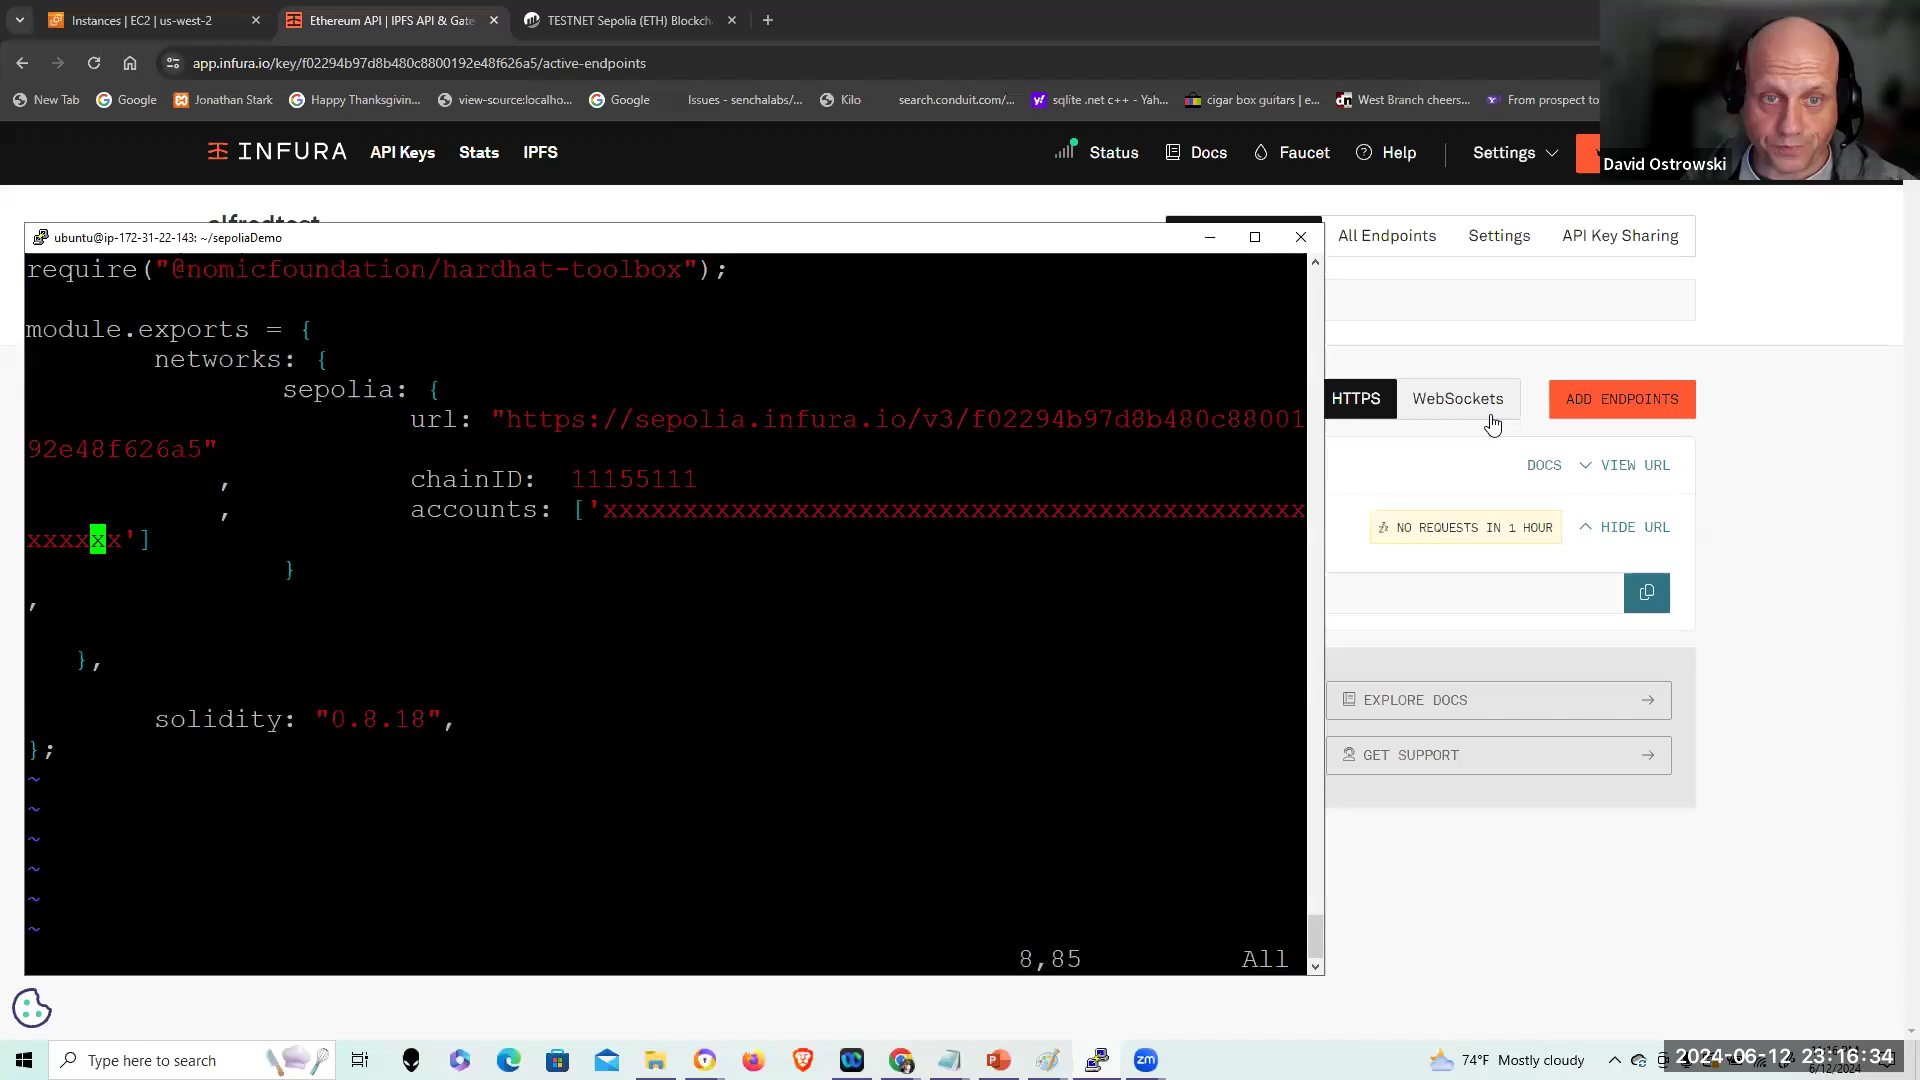 Instances | EC2 | us-west-2
Ethereum API | IPFS API & Gate
TESTNET Sepolia (ETH) Blockch
app.infura.io/key/f02294b97d8b480c8800192e48f626a5/active-endpoints
New Tab
Google
Jonathan Stark
Happy Thanksgivin...
view-source:localho...
Google
Issues - senchalabs/...
Kilo
search.conduit.com/...
sqlite .net c++ - Yah...
cigar box guitars | e...
West Branch cheers...
From prospect to
INFURA
API Keys
Stats
IPFS
Status
Docs
Faucet
Help
Settings
David Ostrowski
alfredtest
All Endpoints
Settings
API Key Sharing
ubuntu@ip-172-31-22-143: ~/sepoliaDemo
require("@nomicfoundation/hardhat-toolbox");
module.exports = {
networks: {
sepolia: {
url: "https://sepolia.infura.io/v3/f02294b97d8b480c88001
92e48f626a5"
, chainID: 11155111
, accounts: ['xxxxxxxxxxxxxxxxxxxxxxxxxxxxxxxxxxxxxxxxxxxx
xxxxxx']
}
,
},
solidity: "0.8.18",
};
~
~
~
~
~
~
8,85 All
HTTPS
WebSockets
ADD ENDPOINTS
DOCS
VIEW URL
NO REQUESTS IN 1 HOUR
HIDE URL
EXPLORE DOCS
GET SUPPORT
Type here to search
zm
74°F Mostly cloudy
2024-06-12 23:16:34
6/12/2024